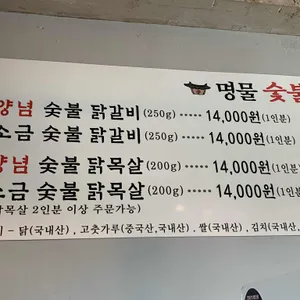 명물 숯불
양념 숯불 닭갈비(250g) ····· 14,000원(1인분)
소금 숯불 닭갈비(250g) ····· 14,000원(1인분
양념 숯불 닭목살(200g) ····· 14,000원(1인분)
소금 숯불 닭목살(200g) ····· 14,000원(1인분
닭목살 2인분 이상 주문가능)
- 닭(국내산), 고춧가루(중국산,국내산). 쌀(국내산), 김치(국내산,